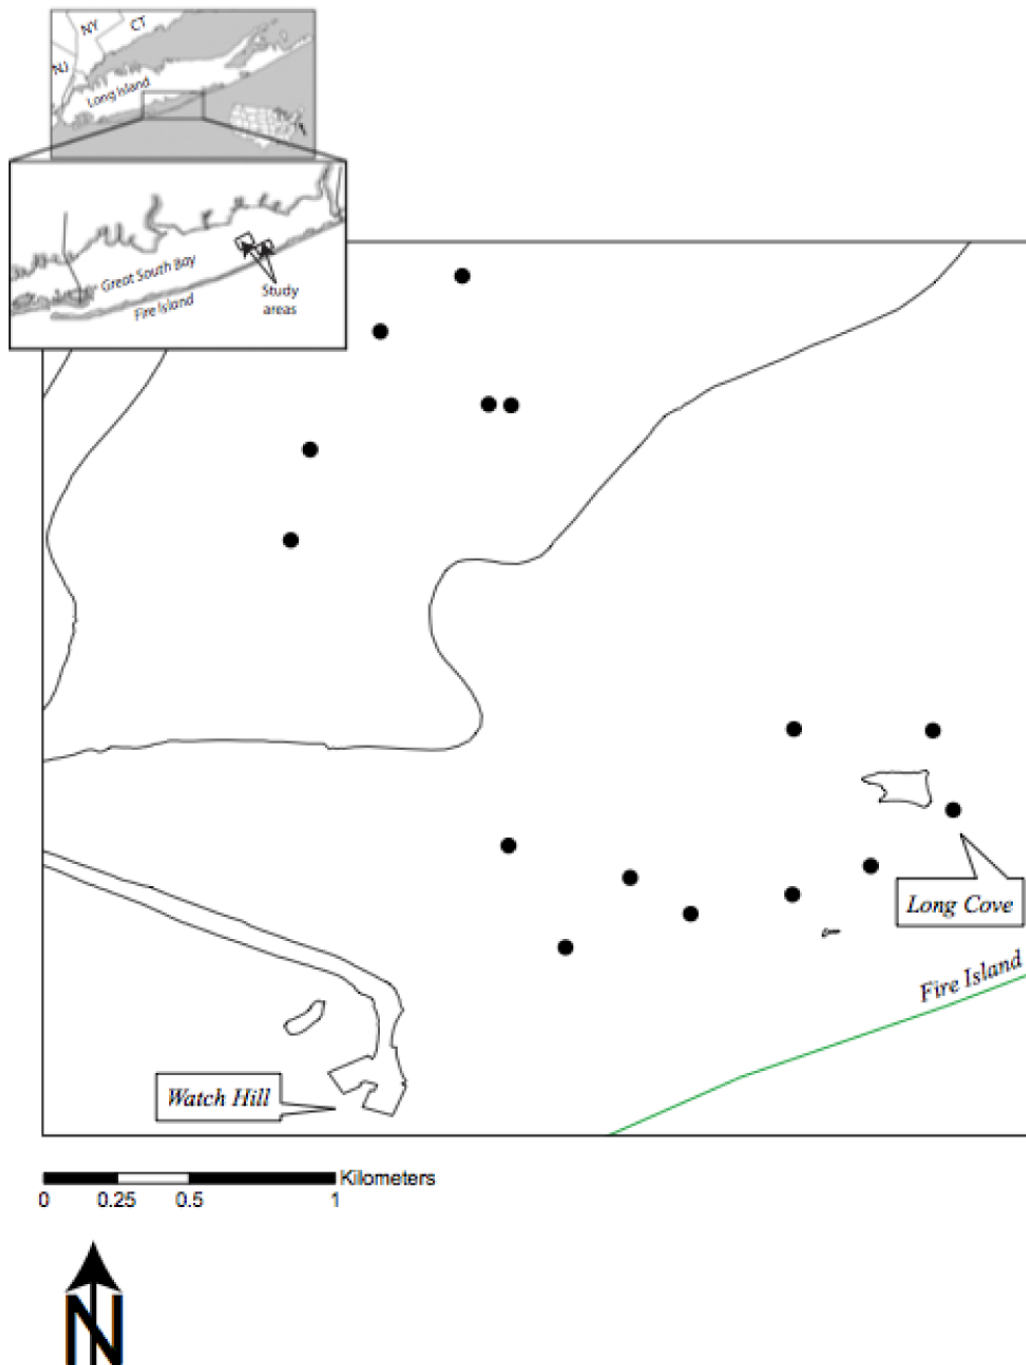 NY
CT
NJ
Long Island
Great South Bay
Fire Island
Study
areas
Long Cove
Fire Island
Watch Hill
Kilometers
0 0.25 0.5 1
N